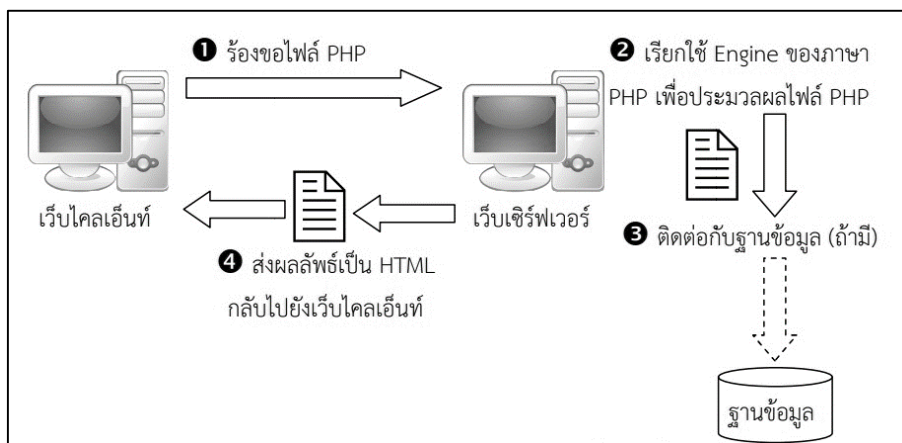 ❶ ร้องขอไฟล์ PHP
❷ เรียกใช้ Engine ของภาษา
PHP เพื่อประมวลผลไฟล์ PHP
เว็บไคลเอ็นท์
เว็บเซิร์ฟเวอร์
❸ ติดต่อกับฐานข้อมูล (ถ้ามี)
❹ ส่งผลลัพธ์เป็น HTML
กลับไปยังเว็บไคลเอ็นท์
ฐานข้อมูล